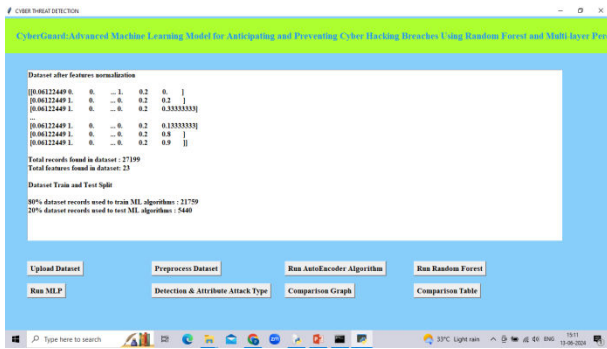 CYBER THREAT DETECTION
CyberGuard:Advanced Machine Learning Model for Anticipating and Preventing Cyber Hacking Breaches Using Random Forest and Multi-layer Per
Dataset after features normalization
[[0.06122449 0. 0. ... 1. 0.2 0. ]
[0.06122449 1. 0. ... 0. 0.2 0.2 ]
[0.06122449 1. 0. ... 0. 0.2 0.33333333]
...
[0.06122449 1. 0. ... 0. 0.2 0.13333333]
[0.06122449 1. 0. ... 0. 0.2 0.8 ]
[0.06122449 1. 0. ... 0. 0.2 0.9 ]]
Total records found in dataset : 27199
Total features found in dataset: 23
Dataset Train and Test Split
80% dataset records used to train ML algorithms : 21759
20% dataset records used to test ML algorithms : 5440
Upload Dataset Preprocess Dataset Run AutoEncoder Algorithm Run Random Forest
Run MLP Detection & Attribute Attack Type Comparison Graph Comparison Table
Type here to search 33°C Light rain ENG 15:11
13-06-2024